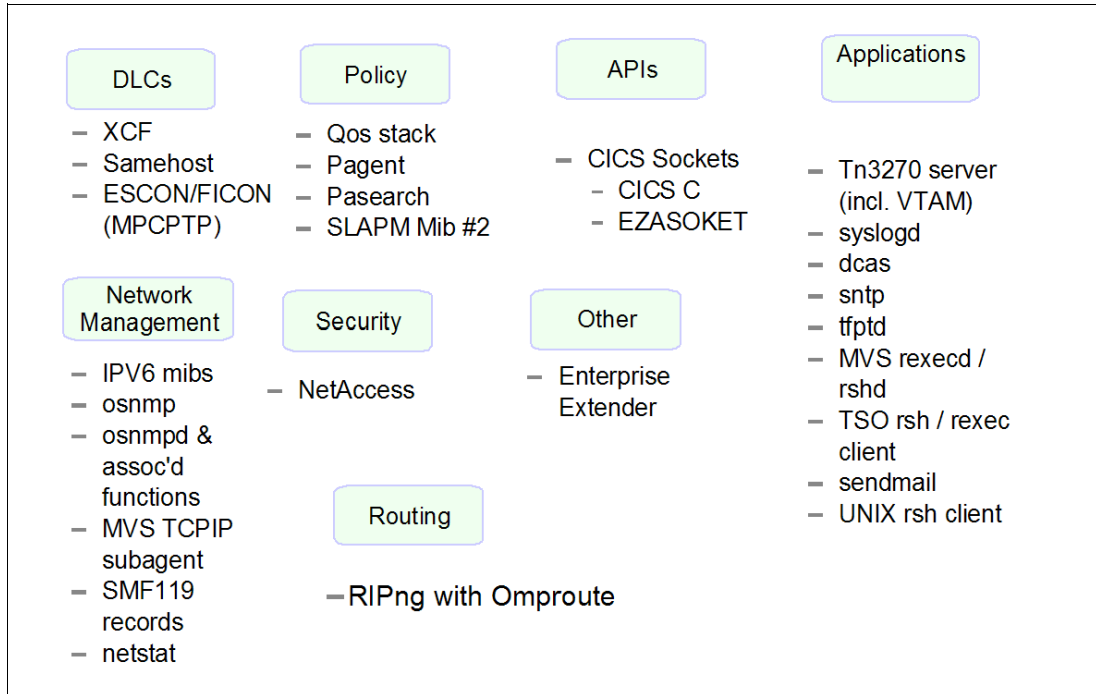 DLCs
– XCF
– Samehost
– ESCON/FICON
(MPCPTP)
Policy
– Qos stack
– Pagent
– Pasearch
– SLAPM Mib #2
APIs
– CICS Sockets
– CICS C
– EZASOKET
Applications
– Tn3270 server
(incl. VTAM)
– syslogd
– dcas
– sntp
– tfptd
– MVS rexecd /
rshd
– TSO rsh / rexec
client
– sendmail
– UNIX rsh client
Network
Management
– IPV6 mibs
– osnmp
– osnmpd &
assoc'd
functions
– MVS TCPIP
subagent
– SMF119
records
– netstat
Security
– NetAccess
Other
– Enterprise
Extender
Routing
– RIPng with Omproute